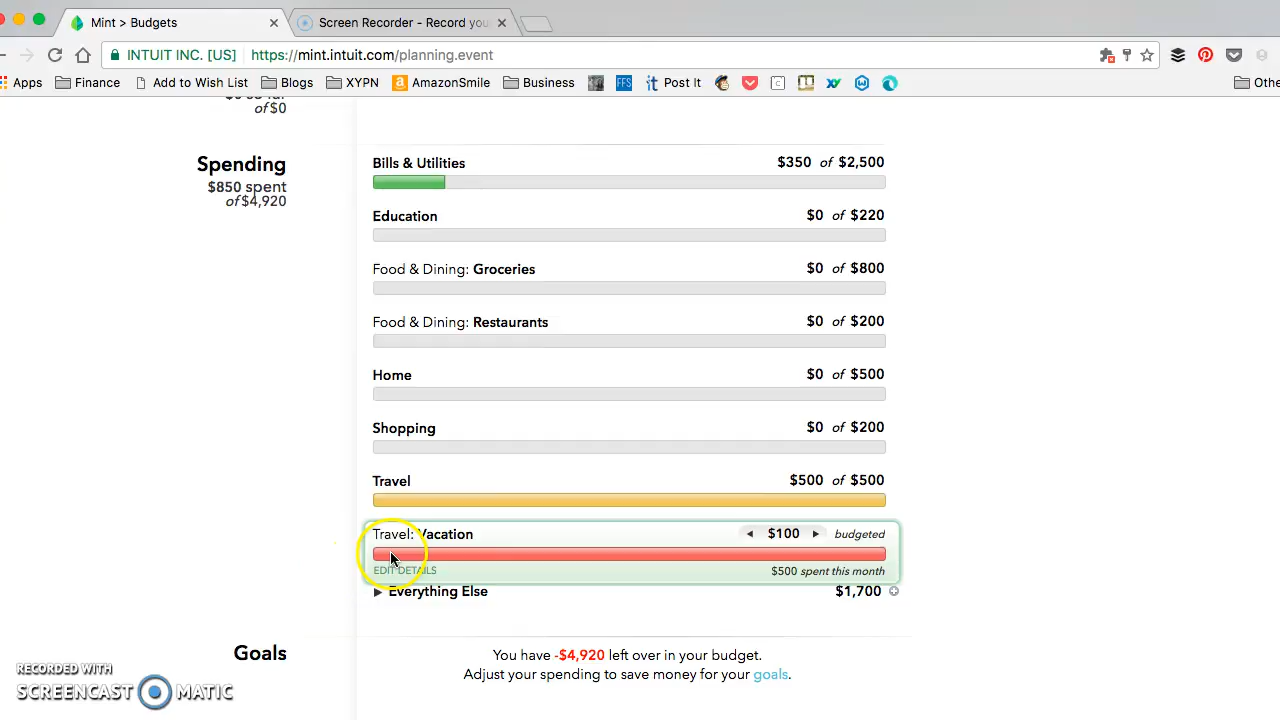 Mint > Budgets
Screen Recorder - Record you
INTUIT INC. [US] https://mint.intuit.com/planning.event
Apps Finance Add to Wish List Blogs XYPN AmazonSmile Business FFS Post It Othe
of $0
Spending
$850 spent
of $4,920
Bills & Utilities $350 of $2,500
Education $0 of $220
Food & Dining: Groceries $0 of $800
Food & Dining: Restaurants $0 of $200
Home $0 of $500
Shopping $0 of $200
Travel $500 of $500
Travel: Vacation $100 budgeted
EDIT DETAILS $500 spent this month
Everything Else $1,700
Goals
You have -$4,920 left over in your budget.
Adjust your spending to save money for your goals.
RECORDED WITH
SCREENCAST MATIC